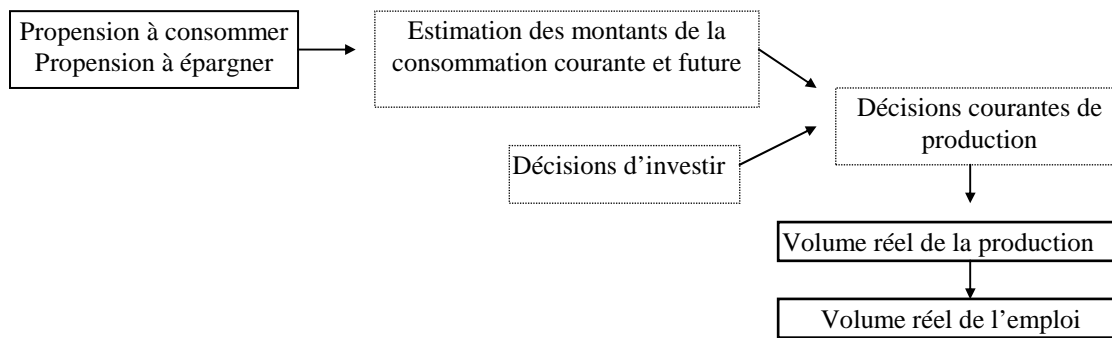 Propension à consommer
Propension à épargner
Estimation des montants de la
consommation courante et future
Décisions d’investir
Décisions courantes de
production
Volume réel de la production
Volume réel de l’emploi